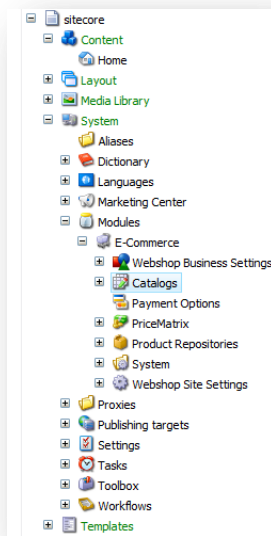 sitecore
Content
Home
Layout
Media Library
System
Aliases
Dictionary
Languages
Marketing Center
Modules
E-Commerce
Webshop Business Settings
Catalogs
Payment Options
PriceMatrix
Product Repositories
System
Webshop Site Settings
Proxies
Publishing targets
Settings
Tasks
Toolbox
Workflows
Templates